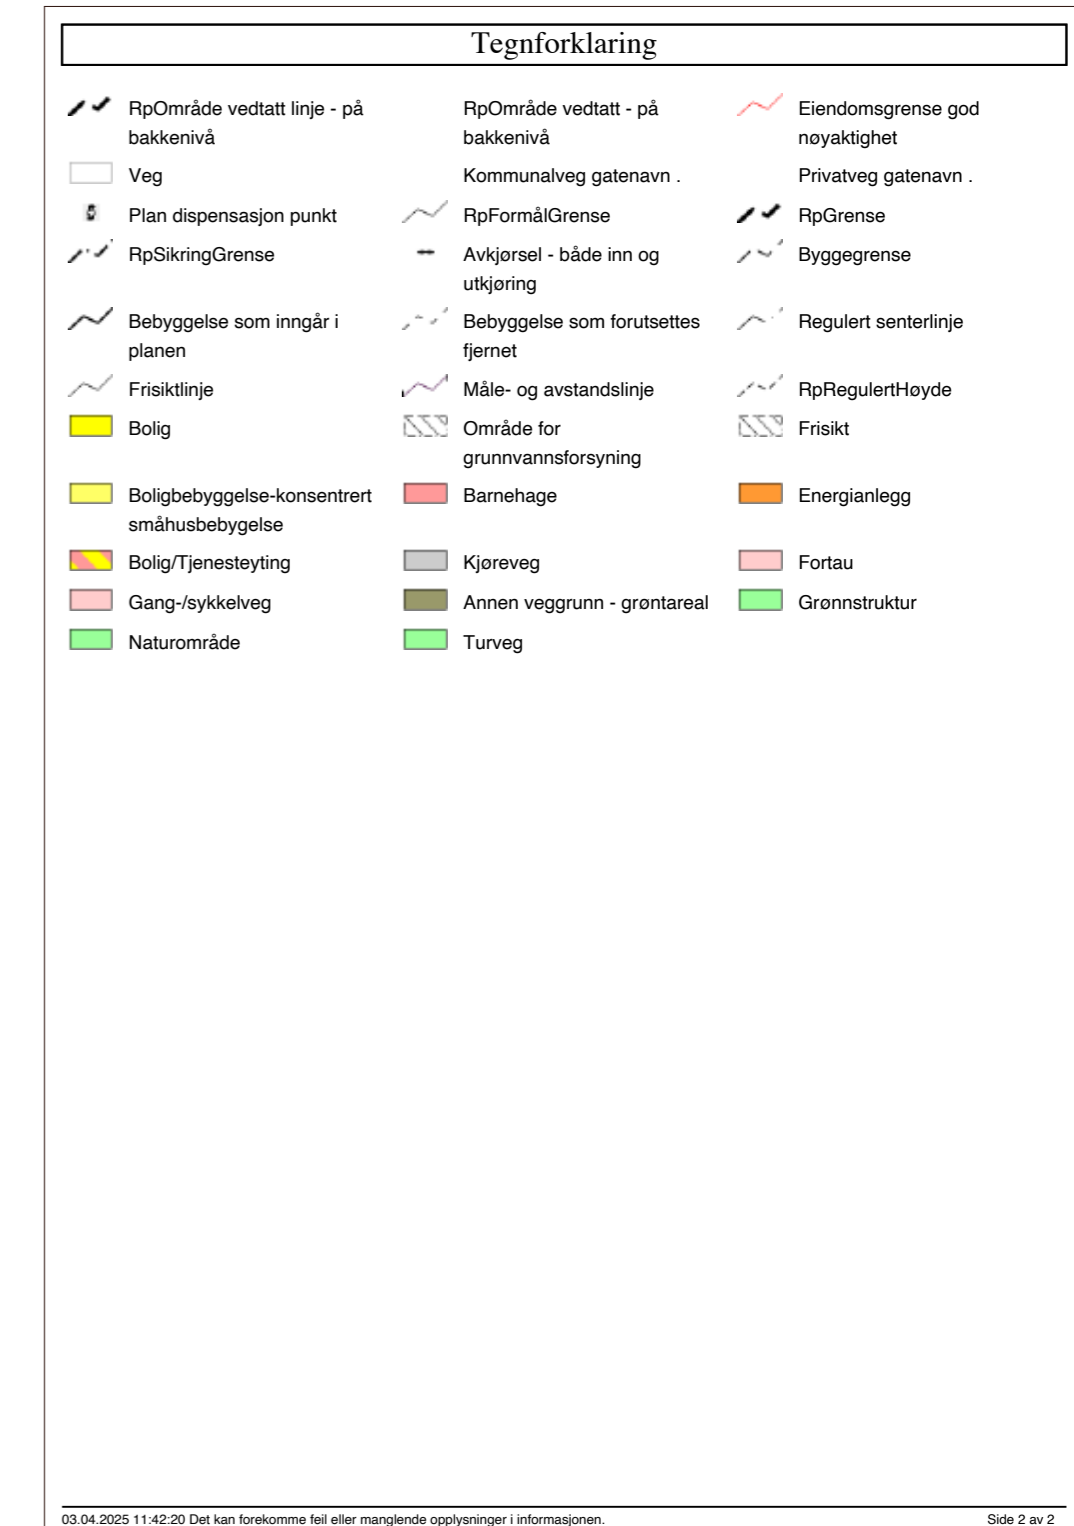 Tegnforklaring
RpOmråde vedtatt linje - på
bakkenivå
RpOmråde vedtatt - på
bakkenivå
Eiendomsgrense god
nøyaktighet
Veg
Kommunalveg gatenavn .
Privatveg gatenavn .
Plan dispensasjon punkt
RpFormålGrense
RpGrense
RpSikringGrense
Avkjørsel - både inn og
utkjøring
Byggegrense
Bebyggelse som inngår i
planen
Bebyggelse som forutsettes
fjernet
Regulert senterlinje
Frisiktlinje
Måle- og avstandslinje
RpRegulertHøyde
Bolig
Område for
grunnvannsforsyning
Frisikt
Boligbebyggelse-konsentrert
småhusbebygelse
Barnehage
Energianlegg
Bolig/Tjenesteyting
Kjøreveg
Fortau
Gang-/sykkelveg
Annen veggrunn - grøntareal
Grønnstruktur
Naturområde
Turveg
03.04.2025 11:42:20 Det kan forekomme feil eller manglende opplysninger i informasjonen.
Side 2 av 2